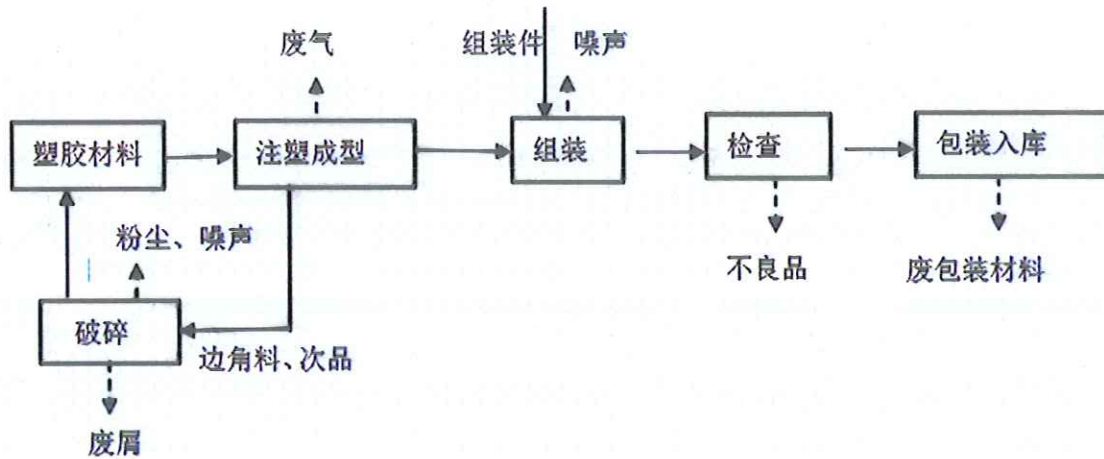 废气
组装件
噪声
塑胶材料
注塑成型
组装
检查
包装入库
粉尘、噪声
不良品
废包装材料
破碎
边角料、次品
废屑